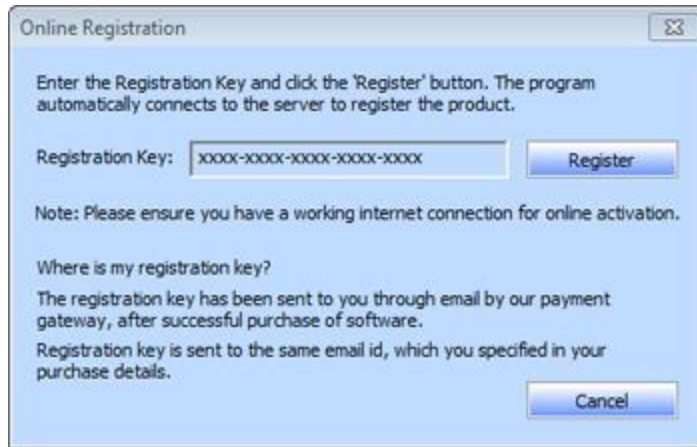 Online Registration
Enter the Registration Key and click the 'Register' button. The program
automatically connects to the server to register the product.
Registration Key: xxxx-xxxx-xxxx-xxxx-xxxx Register
Note: Please ensure you have a working internet connection for online activation.
Where is my registration key?
The registration key has been sent to you through email by our payment
gateway, after successful purchase of software.
Registration key is sent to the same email id, which you specified in your
purchase details.
Cancel